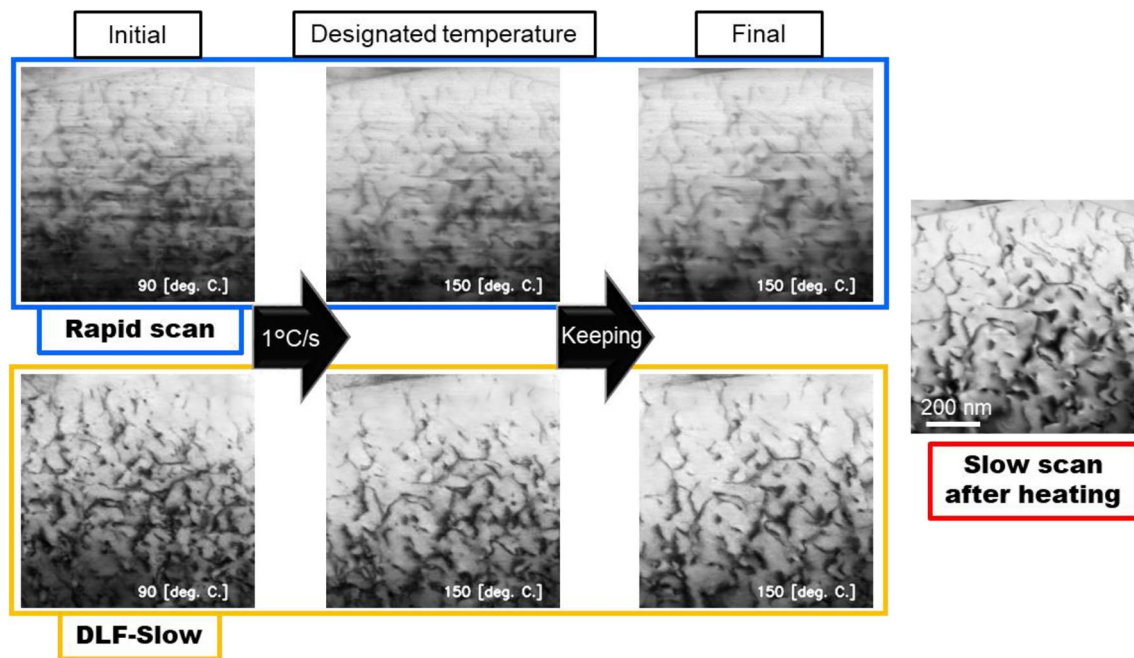 Initial
Designated temperature
Final
90 [deg. C.]
150 [deg. C.]
150 [deg. C.]
Rapid scan
1°C/s
Keeping
200 nm
Slow scan
after heating
90 [deg. C.]
150 [deg. C.]
150 [deg. C.]
DLF-Slow